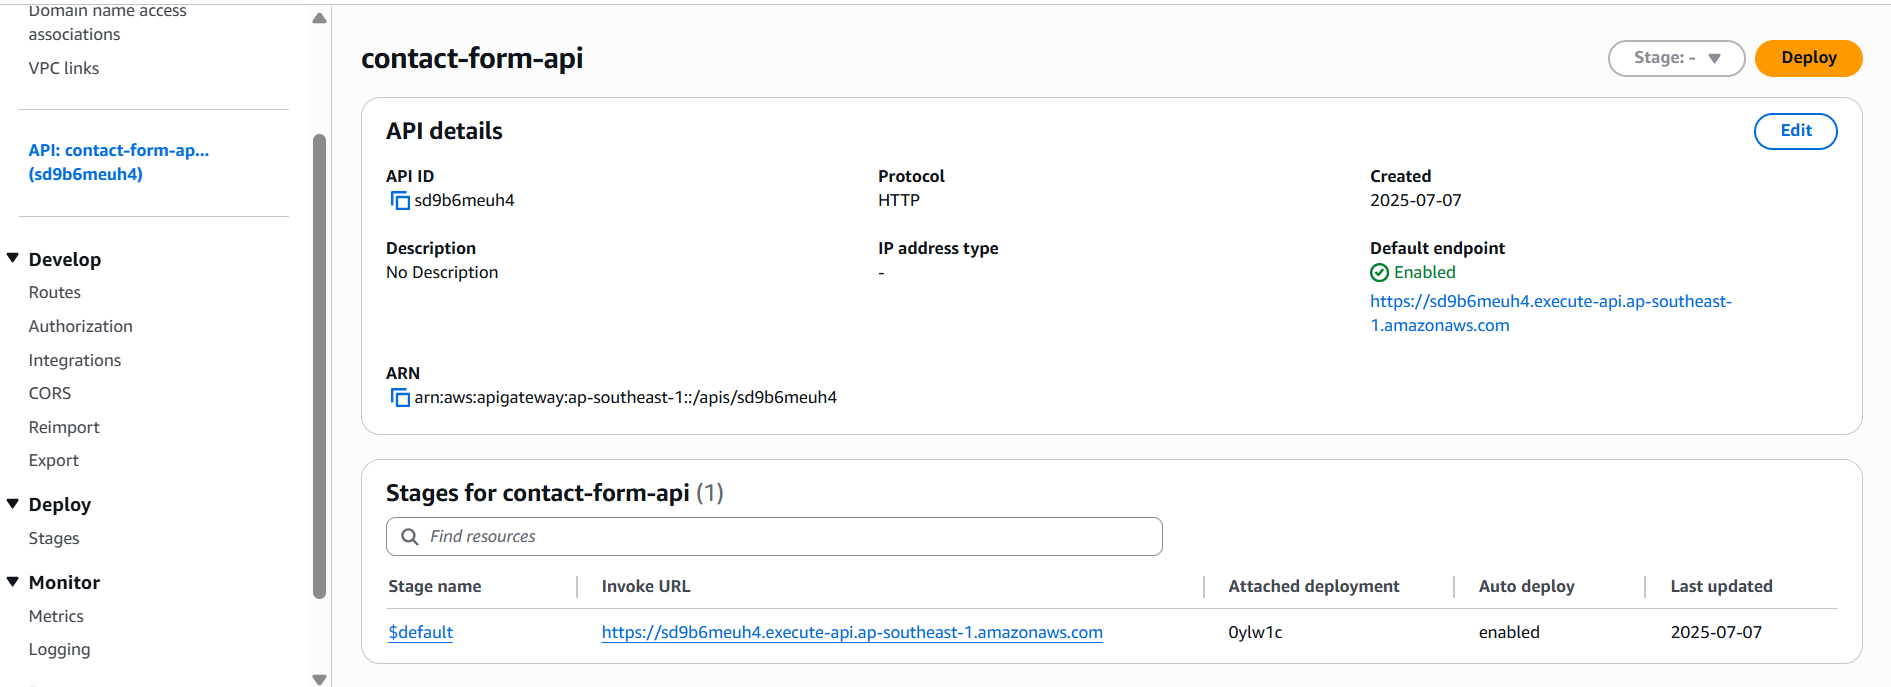 Domain name access
associations
VPC links
API: contact-form-ap...
(sd9b6meuh4)
Develop
Routes
Authorization
Integrations
CORS
Reimport
Export
Deploy
Stages
Monitor
Metrics
Logging
contact-form-api
Stage: -
Deploy
API details
Edit
API ID
sd9b6meuh4
Protocol
HTTP
Created
2025-07-07
Description
No Description
IP address type
-
Default endpoint
Enabled
https://sd9b6meuh4.execute-api.ap-southeast-
1.amazonaws.com
ARN
arn:aws:apigateway:ap-southeast-1::/apis/sd9b6meuh4
Stages for contact-form-api (1)
Find resources
Stage name Invoke URL Attached deployment Auto deploy Last updated
$default https://sd9b6meuh4.execute-api.ap-southeast-1.amazonaws.com 0ylw1c enabled 2025-07-07